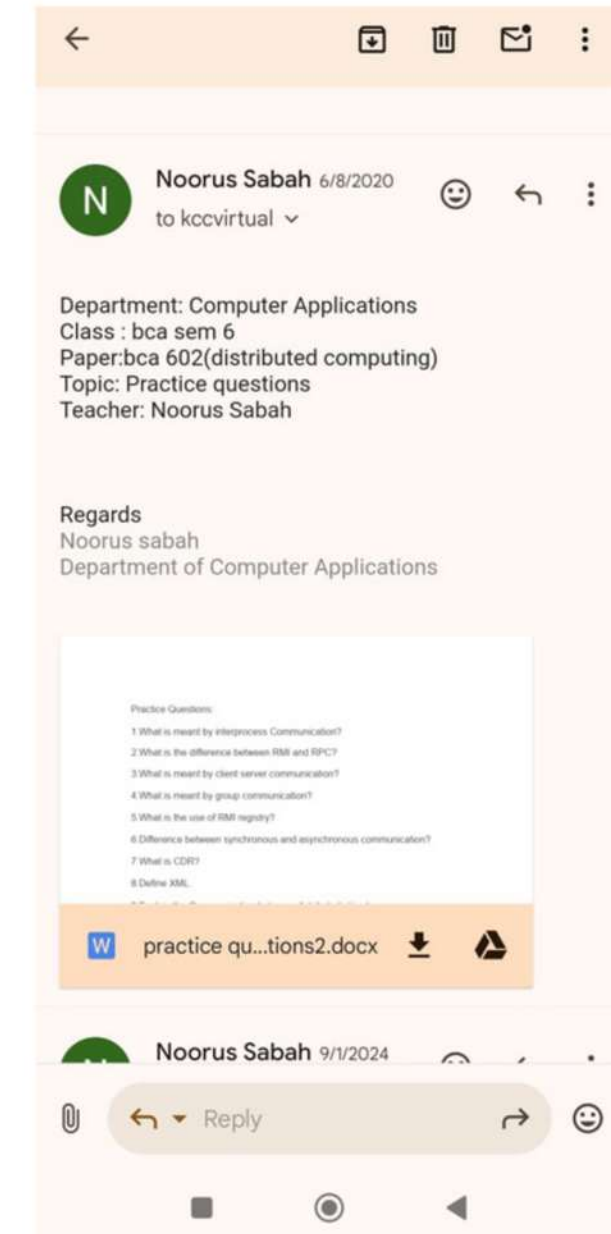 N
Noorus Sabah 6/8/2020
to kccvirtual
Department: Computer Applications
Class : bca sem 6
Paper:bca 602(distributed computing)
Topic: Practice questions
Teacher: Noorus Sabah
Regards
Noorus sabah
Department of Computer Applications
Practice Questions:
1 What is meant by interprocess Communication?
2 What is the difference between RMI and RPC?
3 What is meant by client server communication?
4 What is meant by group communication?
5 What is the use of RMI registry?
6 Difference between synchronous and asynchronous communication?
7 What is CDR?
8 Define XML.
W
practice qu...tions2.docx
Noorus Sabah 9/1/2024
Reply